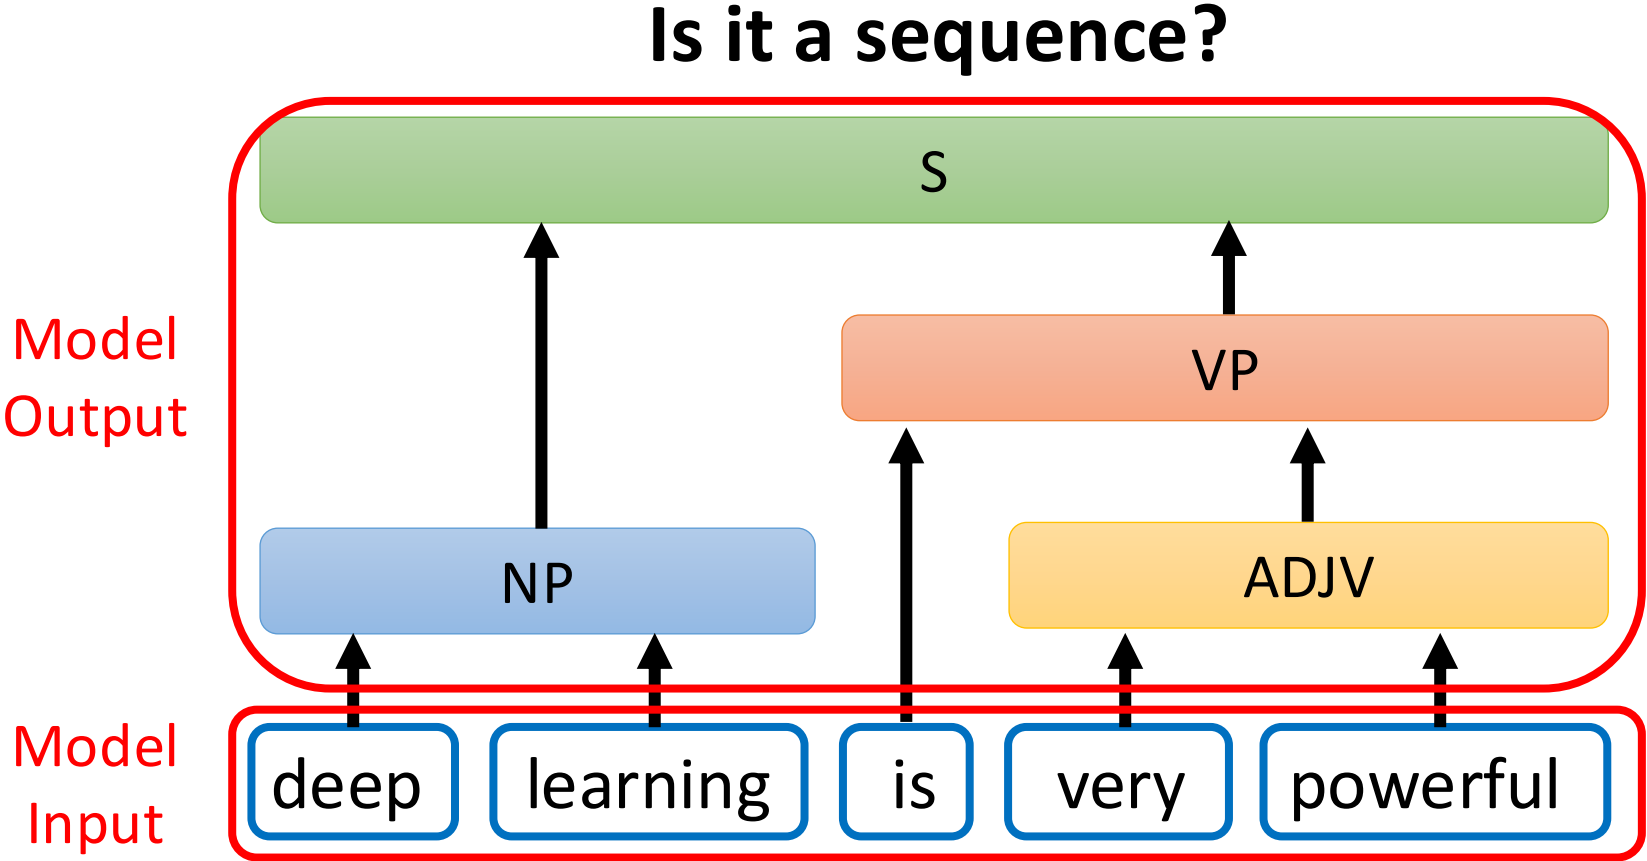 Is it a sequence?
S
Model
Output
VP
NP
ADJV
Model
Input
deep learning is very powerful